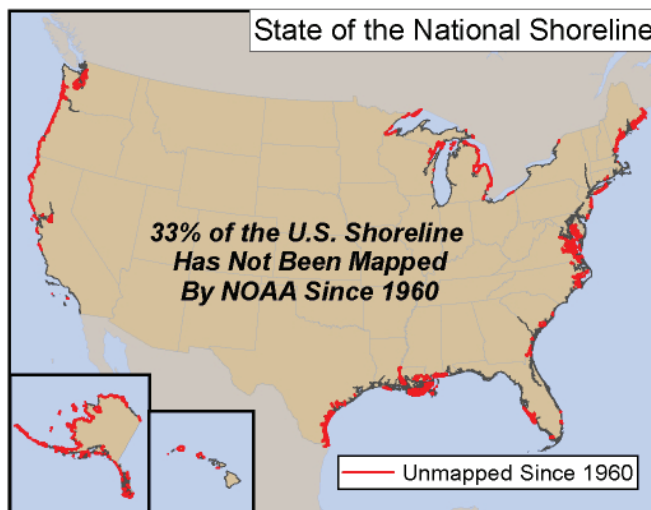 State of the National Shoreline
33% of the U.S. Shoreline
Has Not Been Mapped
By NOAA Since 1960
Unmapped Since 1960